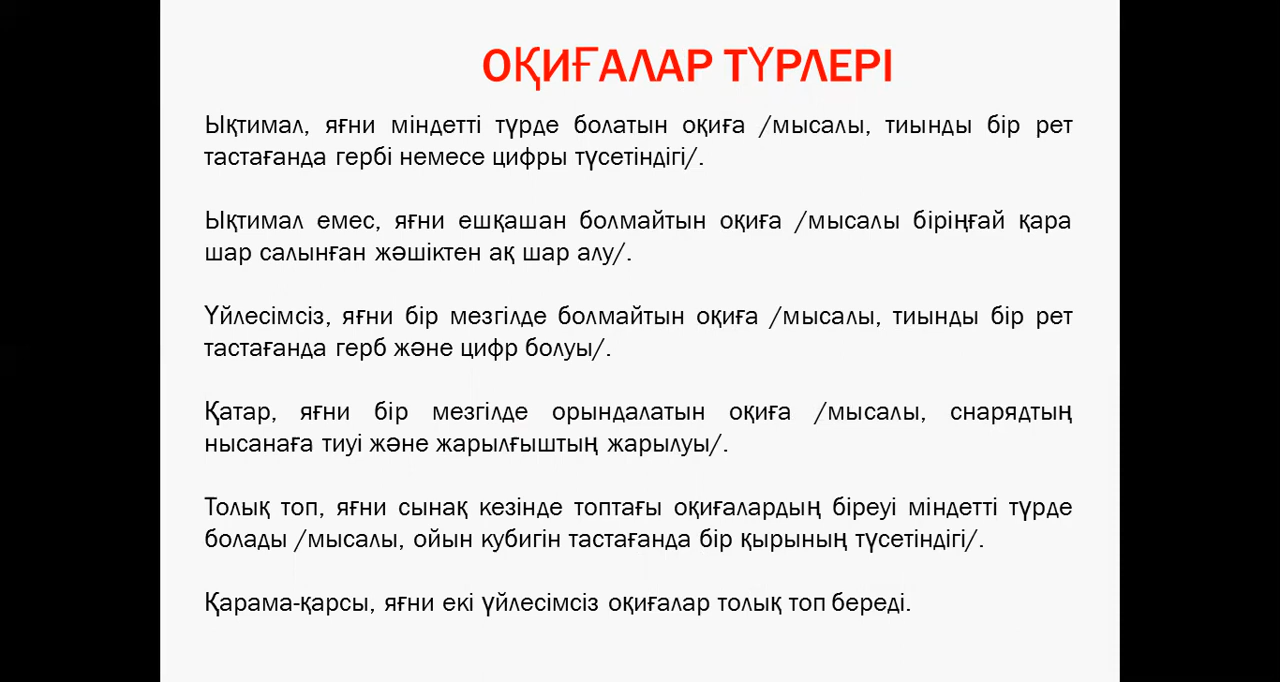 ОҚИҒАЛАР ТҮРЛЕРІ
Ықтимал, яғни міндетті түрде болатын оқиға /мысалы, тиынды бір рет
тастағанда гербі немесе цифры түсетіндігі/.
Ықтимал емес, яғни ешқашан болмайтын оқиға /мысалы біріңғай қара
шар салынған жәшіктен ақ шар алу/.
Үйлесімсіз, яғни бір мезгілде болмайтын оқиға /мысалы, тиынды бір рет
тастағанда герб және цифр болуы/.
Қатар, яғни бір мезгілде орындалатын оқиға /мысалы, снарядтың
нысанаға тиуі және жарылғыштың жарылуы/.
Толық топ, яғни сынақ кезінде топтағы оқиғалардың біреуі міндетті түрде
болады /мысалы, ойын кубигін тастағанда бір қырының түсетіндігі/.
Қарама-қарсы, яғни екі үйлесімсіз оқиғалар толық топ береді.